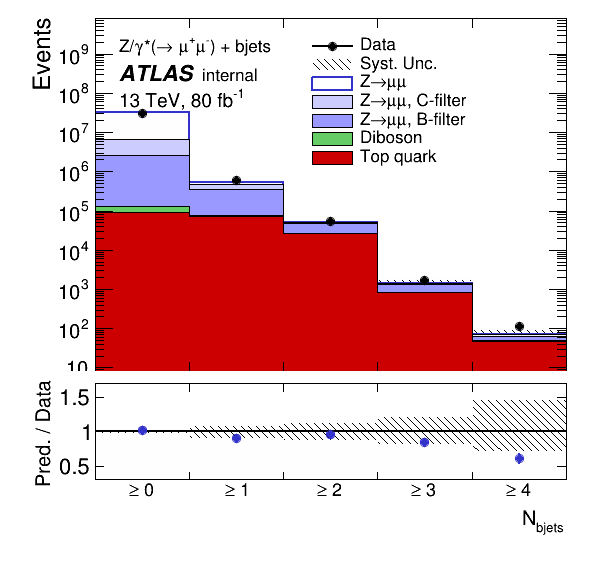 Events
10⁹
10⁸
10⁷
10⁶
10⁵
10⁴
10³
10²
10
Z/γ*(→ μ⁺μ⁻) + bjets
ATLAS internal
13 TeV, 80 fb⁻¹
Data
Syst. Unc.
Z→μμ
Z→μμ, C-filter
Z→μμ, B-filter
Diboson
Top quark
Pred. / Data
1.5
1
0.5
≥ 0 ≥ 1 ≥ 2 ≥ 3 ≥ 4
N_bjets